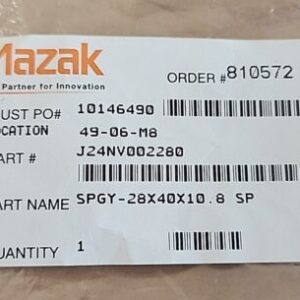 Mazak
Partner for Innovation
ORDER #810572
UST PO# 10146490
OCATION 49-06-M8
ART # J24NV002280
ART NAME SPGY-28X40X10.8 SP
QUANTITY 1